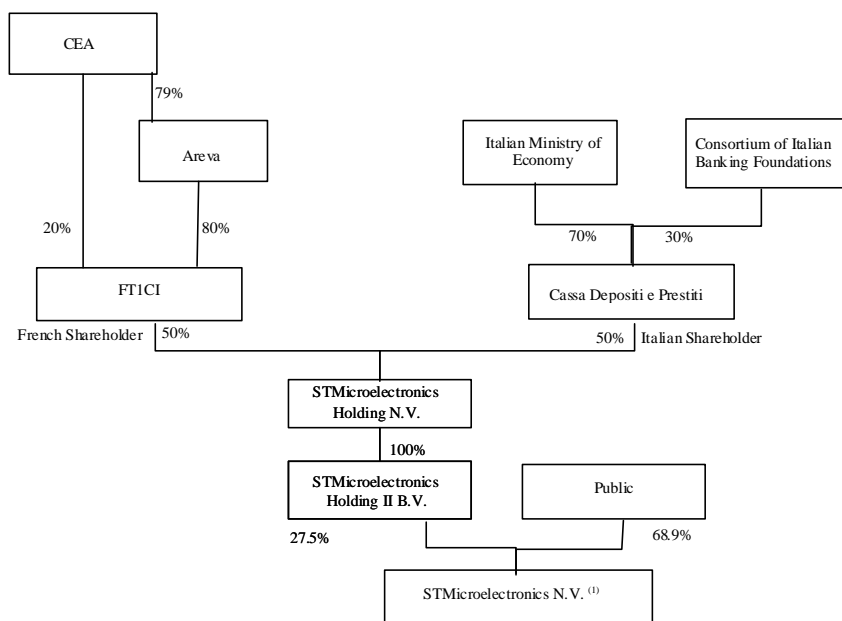 CEA
79%
Areva
Italian Ministry of
Economy
Consortium of Italian
Banking Foundations
20%
80%
70%
30%
FT1CI
Cassa Depositi e Prestiti
French Shareholder
50%
50%
Italian Shareholder
STMicroelectronics
Holding N.V.
100%
STMicroelectronics
Holding II B.V.
Public
27.5%
68.9%
STMicroelectronics N.V. (1)